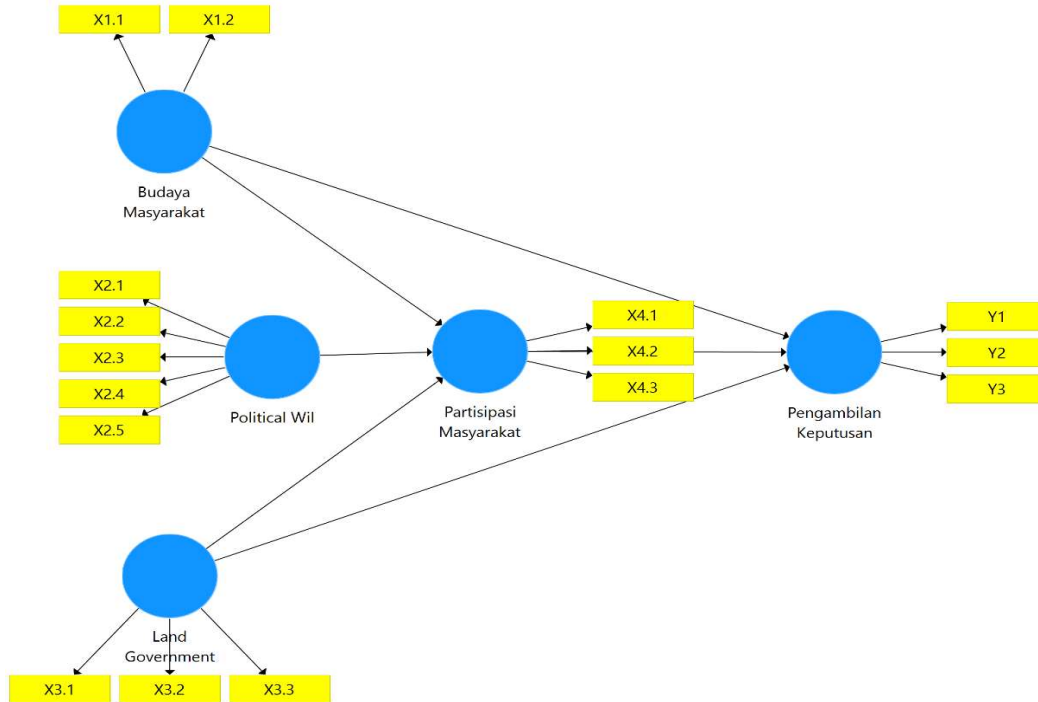 X1.1
X1.2
Budaya
Masyarakat
X2.1
X2.2
X2.3
X2.4
X2.5
Political Wil
X4.1
X4.2
X4.3
Partisipasi
Masyarakat
Y1
Y2
Y3
Pengambilan
Keputusan
Land
Government
X3.1
X3.2
X3.3